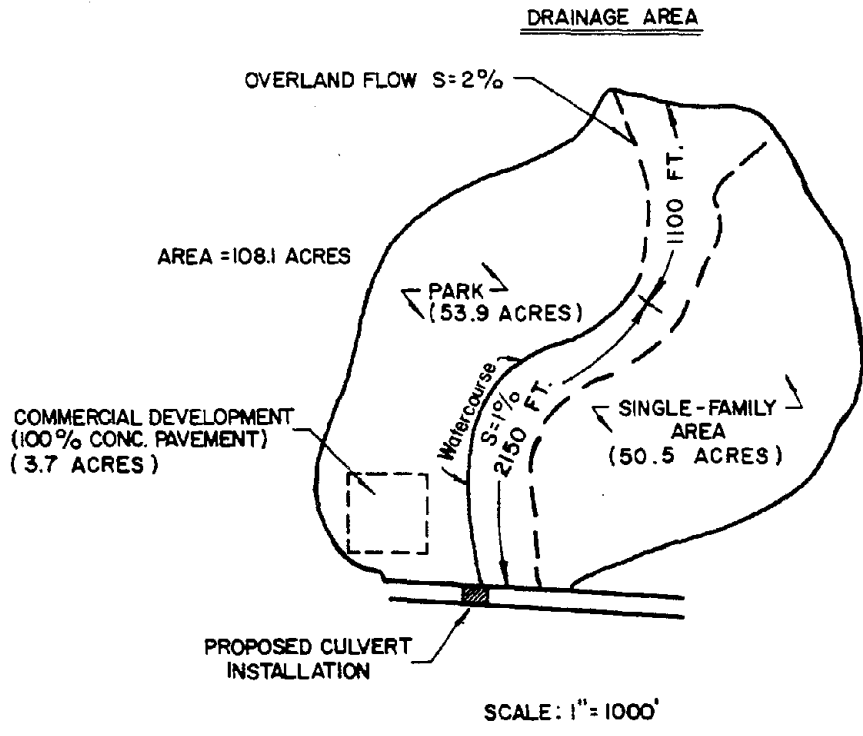 DRAINAGE AREA
OVERLAND FLOW S=2%
1100 FT.
AREA =108.1 ACRES
PARK
(53.9 ACRES)
Watercourse
S=1%
2150 FT.
SINGLE-FAMILY
AREA
(50.5 ACRES)
COMMERCIAL DEVELOPMENT
(100% CONC. PAVEMENT)
(3.7 ACRES)
PROPOSED CULVERT
INSTALLATION
SCALE: 1"=1000'